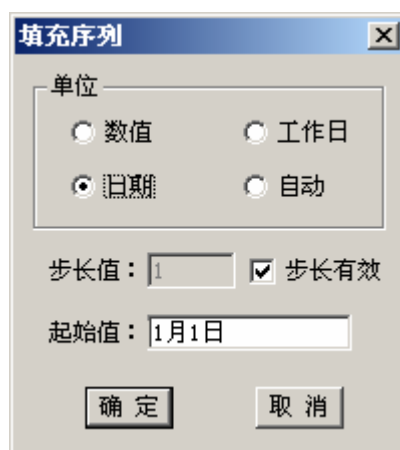 填充序列
单位
数值 工作日
日期 自动
步长值：1 步长有效
起始值：1月1日
确定 取消